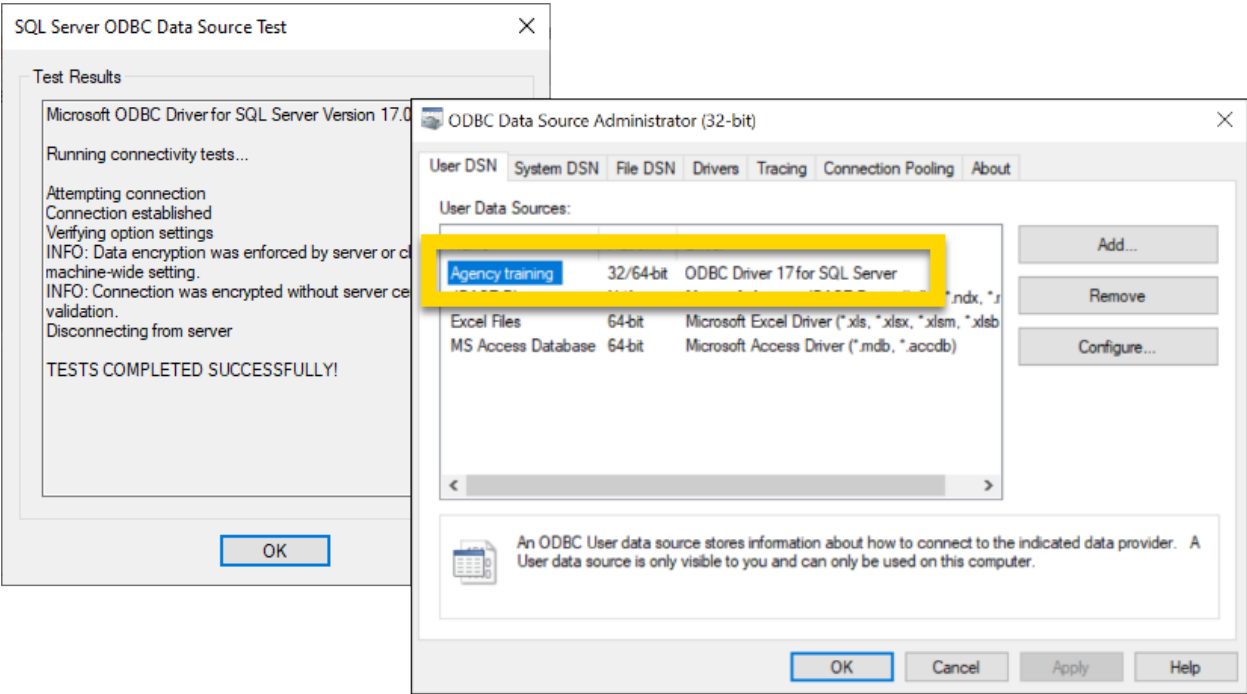 SQL Server ODBC Data Source Test
Test Results
Microsoft ODBC Driver for SQL Server Version 17.0
Running connectivity tests...
Attempting connection
Connection established
Verifying option settings
INFO: Data encryption was enforced by server or
machine-wide setting.
INFO: Connection was encrypted without server
validation.
Disconnecting from server
TESTS COMPLETED SUCCESSFULLY!
OK
ODBC Data Source Administrator (32-bit)
User DSN System DSN File DSN Drivers Tracing Connection Pooling About
User Data Sources:
Agency training 32/64-bit ODBC Driver 17 for SQL Server
Excel Files 64-bit Microsoft Excel Driver (*.xls, *.xlsx, *.xlsm, *.xlsb
MS Access Database 64-bit Microsoft Access Driver (*.mdb, *.accdb)
Add...
Remove
Configure...
An ODBC User data source stores information about how to connect to the indicated data provider. A
User data source is only visible to you and can only be used on this computer.
OK Cancel Apply Help